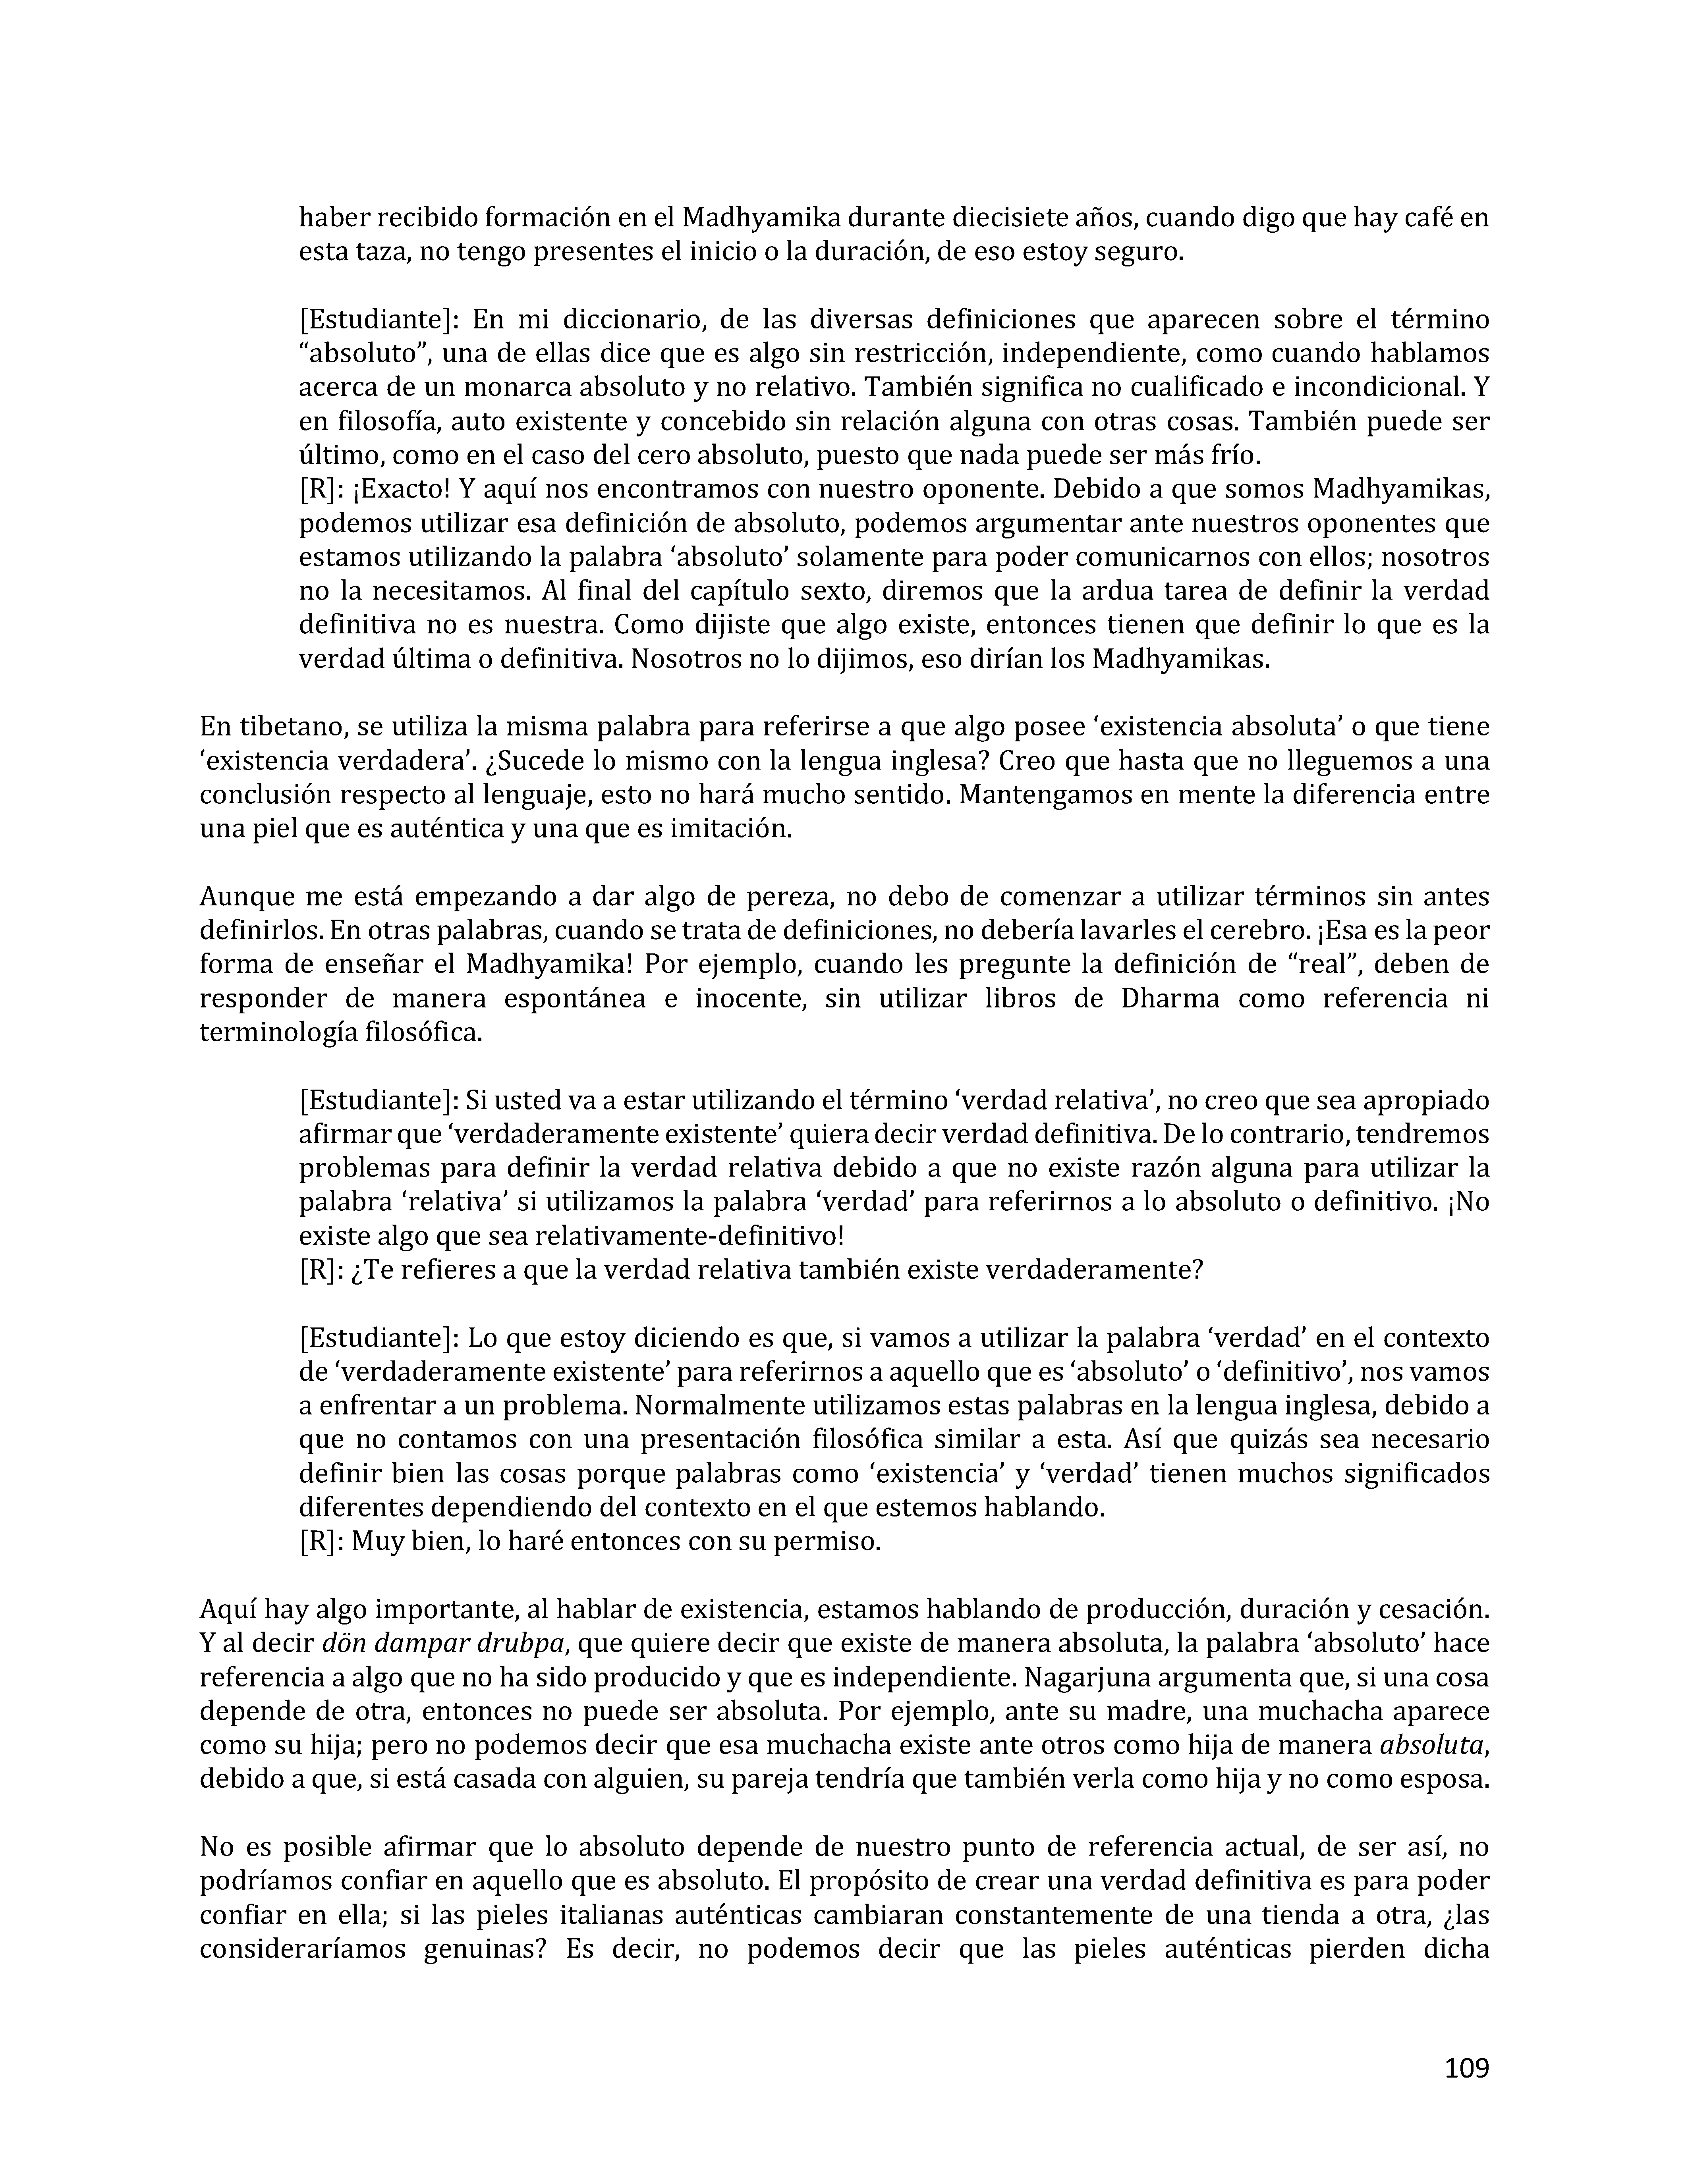 haber recibido formación en el Madhyamika durante diecisiete años, cuando digo que hay café en
esta taza, no tengo presentes el inicio o la duración, de eso estoy seguro.
[Estudiante]: En mi diccionario, de las diversas definiciones que aparecen sobre el término
“absoluto”, una de ellas dice que es algo sin restricción, independiente, como cuando hablamos
acerca de un monarca absoluto y no relativo. También significa no cualificado e incondicional. Y
en filosofía, auto existente y concebido sin relación alguna con otras cosas. También puede ser
último, como en el caso del cero absoluto, puesto que nada puede ser más frío.
[R]: ¡Exacto! Y aquí nos encontramos con nuestro oponente. Debido a que somos Madhyamikas,
podemos utilizar esa definición de absoluto, podemos argumentar ante nuestros oponentes que
estamos utilizando la palabra ‘absoluto’ solamente para poder comunicarnos con ellos; nosotros
no la necesitamos. Al final del capítulo sexto, diremos que la ardua tarea de definir la verdad
definitiva no es nuestra. Como dijiste que algo existe, entonces tienen que definir lo que es la
verdad última o definitiva. Nosotros no lo dijimos, eso dirían los Madhyamikas.
En tibetano, se utiliza la misma palabra para referirse a que algo posee ‘existencia absoluta’ o que tiene
‘existencia verdadera’. ¿Sucede lo mismo con la lengua inglesa? Creo que hasta que no lleguemos a una
conclusión respecto al lenguaje, esto no hará mucho sentido. Mantengamos en mente la diferencia entre
una piel que es auténtica y una que es imitación.
Aunque me está empezando a dar algo de pereza, no debo de comenzar a utilizar términos sin antes
definirlos. En otras palabras, cuando se trata de definiciones, no debería lavarles el cerebro. ¡Esa es la peor
forma de enseñar el Madhyamika! Por ejemplo, cuando les pregunte la definición de “real”, deben de
responder de manera espontánea e inocente, sin utilizar libros de Dharma como referencia ni
terminología filosófica.
[Estudiante]: Si usted va a estar utilizando el término ‘verdad relativa’, no creo que sea apropiado
afirmar que ‘verdaderamente existente’ quiera decir verdad definitiva. De lo contrario, tendremos
problemas para definir la verdad relativa debido a que no existe razón alguna para utilizar la
palabra ‘relativa’ si utilizamos la palabra ‘verdad’ para referirnos a lo absoluto o definitivo. ¡No
existe algo que sea relativamente-definitivo!
[R]: ¿Te refieres a que la verdad relativa también existe verdaderamente?
[Estudiante]: Lo que estoy diciendo es que, si vamos a utilizar la palabra ‘verdad’ en el contexto
de ‘verdaderamente existente’ para referirnos a aquello que es ‘absoluto’ o ‘definitivo’, nos vamos
a enfrentar a un problema. Normalmente utilizamos estas palabras en la lengua inglesa, debido a
que no contamos con una presentación filosófica similar a esta. Así que quizás sea necesario
definir bien las cosas porque palabras como ‘existencia’ y ‘verdad’ tienen muchos significados
diferentes dependiendo del contexto en el que estemos hablando.
[R]: Muy bien, lo haré entonces con su permiso.
Aquí hay algo importante, al hablar de existencia, estamos hablando de producción, duración y cesación.
Y al decir dön dampar drubpa, que quiere decir que existe de manera absoluta, la palabra ‘absoluto’ hace
referencia a algo que no ha sido producido y que es independiente. Nagarjuna argumenta que, si una cosa
depende de otra, entonces no puede ser absoluta. Por ejemplo, ante su madre, una muchacha aparece
como su hija; pero no podemos decir que esa muchacha existe ante otros como hija de manera absoluta,
debido a que, si está casada con alguien, su pareja tendría que también verla como hija y no como esposa.
No es posible afirmar que lo absoluto depende de nuestro punto de referencia actual, de ser así, no
podríamos confiar en aquello que es absoluto. El propósito de crear una verdad definitiva es para poder
confiar en ella; si las pieles italianas auténticas cambiaran constantemente de una tienda a otra, ¿las
consideraríamos genuinas? Es decir, no podemos decir que las pieles auténticas pierden dicha
109